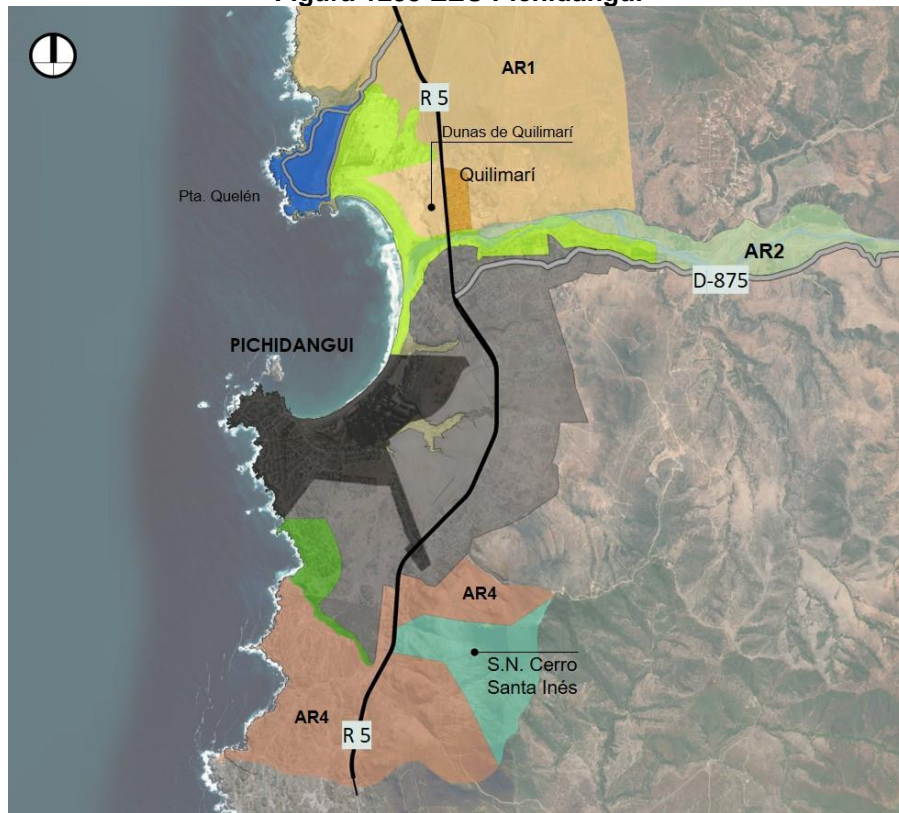 AR1
R 5
Dunas de Quilimarí
Quilimarí
Pta. Quelén
AR2
D-875
PICHIDANGUI
AR4
S.N. Cerro
Santa Inés
AR4
R 5